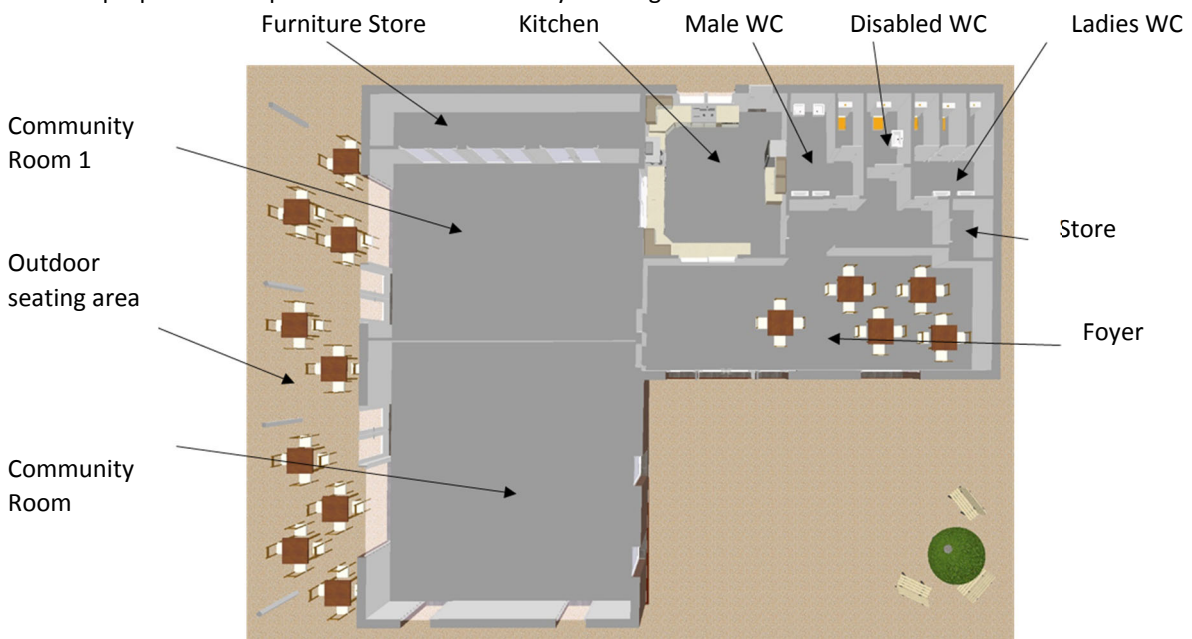 Furniture Store
Kitchen
Male WC
Disabled WC
Ladies WC
Community
Room 1
Store
Outdoor
seating area
Foyer
Community
Room